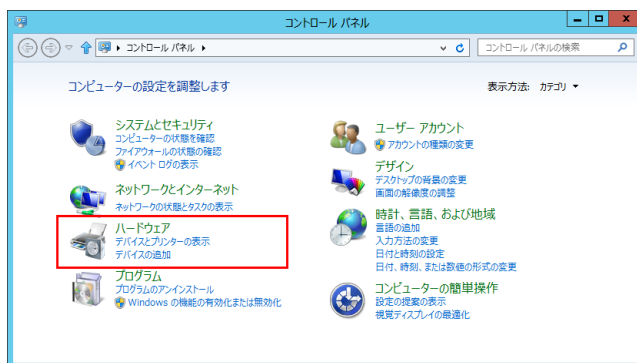 コントロール パネル
コントロール パネル
コントロール パネルの検索
コンピューターの設定を調整します
表示方法: カテゴリ
システムとセキュリティ
コンピューターの状態を確認
ファイアウォールの状態の確認
イベント ログの表示
ネットワークとインターネット
ネットワークの状態とタスクの表示
ハードウェア
デバイスとプリンターの表示
デバイスの追加
プログラム
プログラムのアンインストール
Windows の機能の有効化または無効化
ユーザー アカウント
アカウントの種類の変更
デザイン
デスクトップの背景の変更
画面の解像度の調整
時計、言語、および地域
言語の追加
入力方法の変更
日付と時刻の設定
日付、時刻、または数値の形式の変更
コンピューターの簡単操作
設定の提案の表示
視覚ディスプレイの最適化